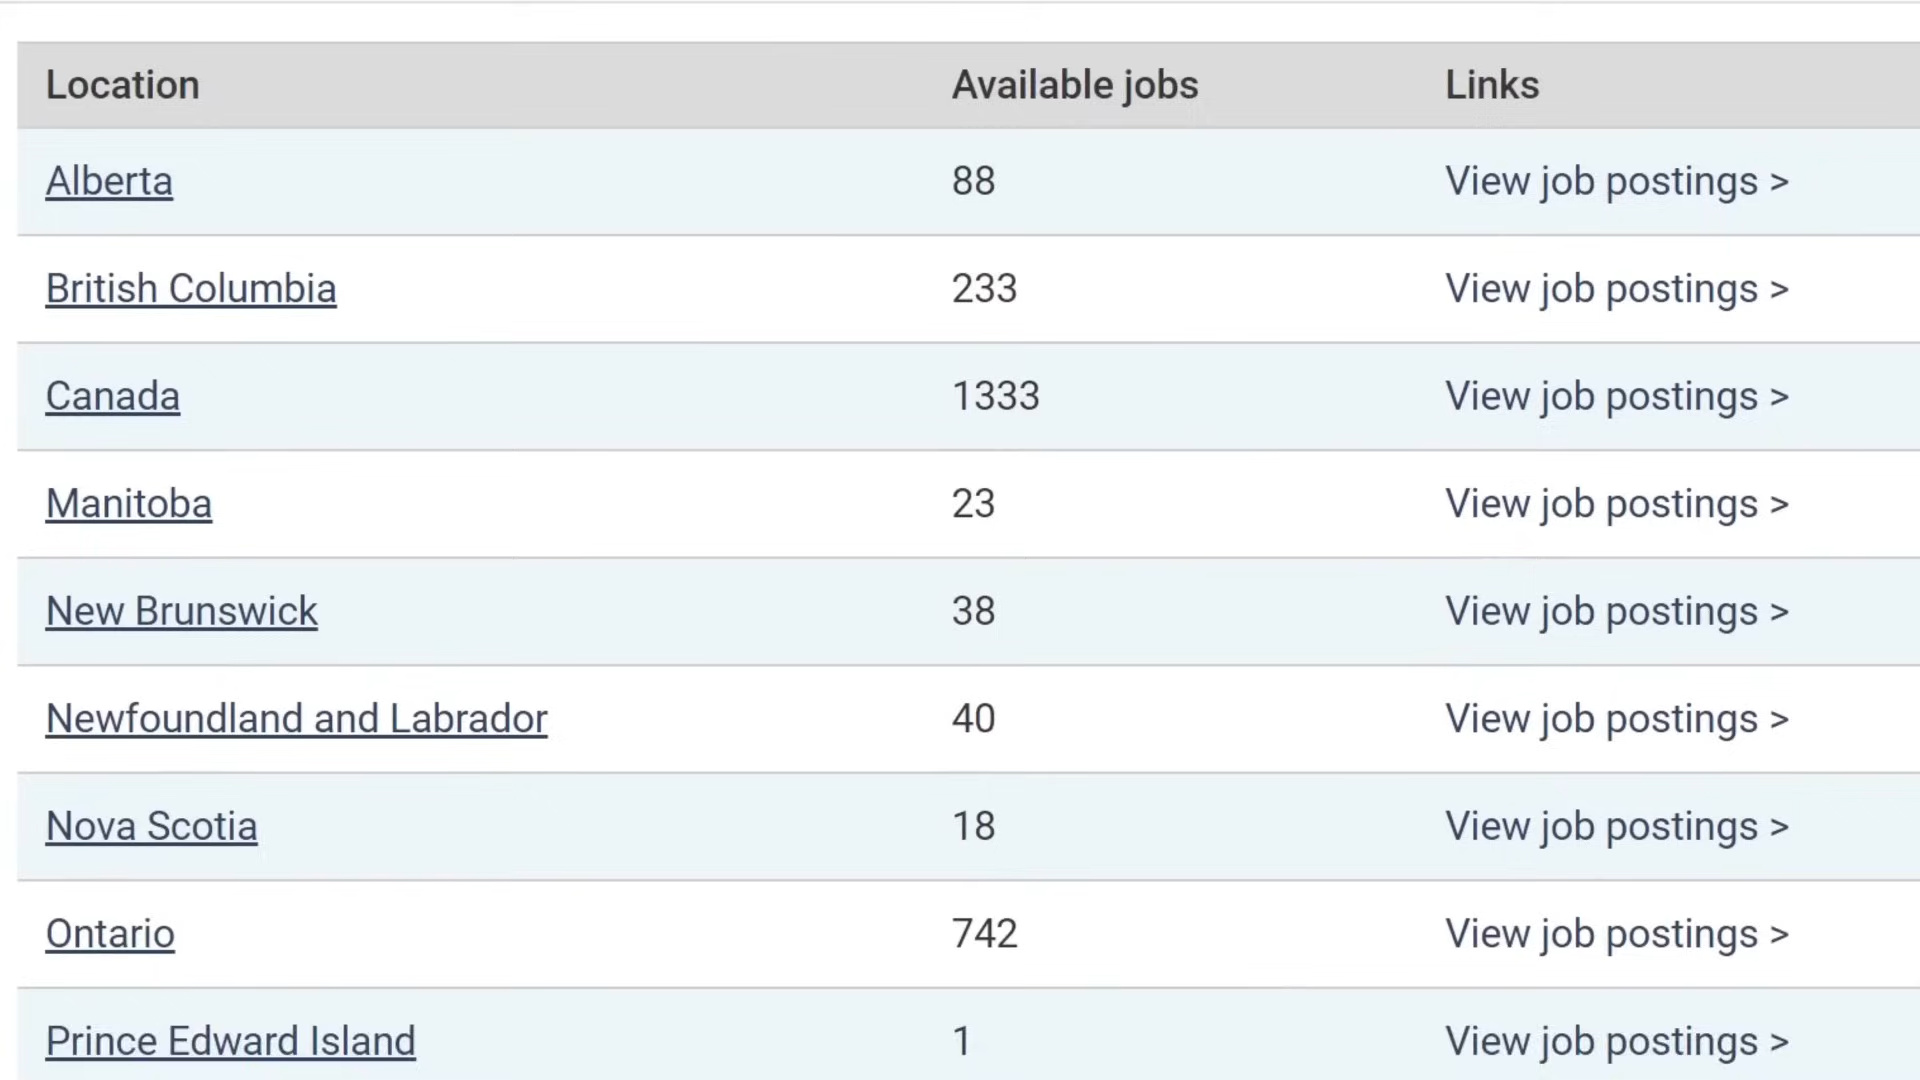 Location Available jobs Links
Alberta 88 View job postings >
British Columbia 233 View job postings >
Canada 1333 View job postings >
Manitoba 23 View job postings >
New Brunswick 38 View job postings >
Newfoundland and Labrador 40 View job postings >
Nova Scotia 18 View job postings >
Ontario 742 View job postings >
Prince Edward Island 1 View job postings >